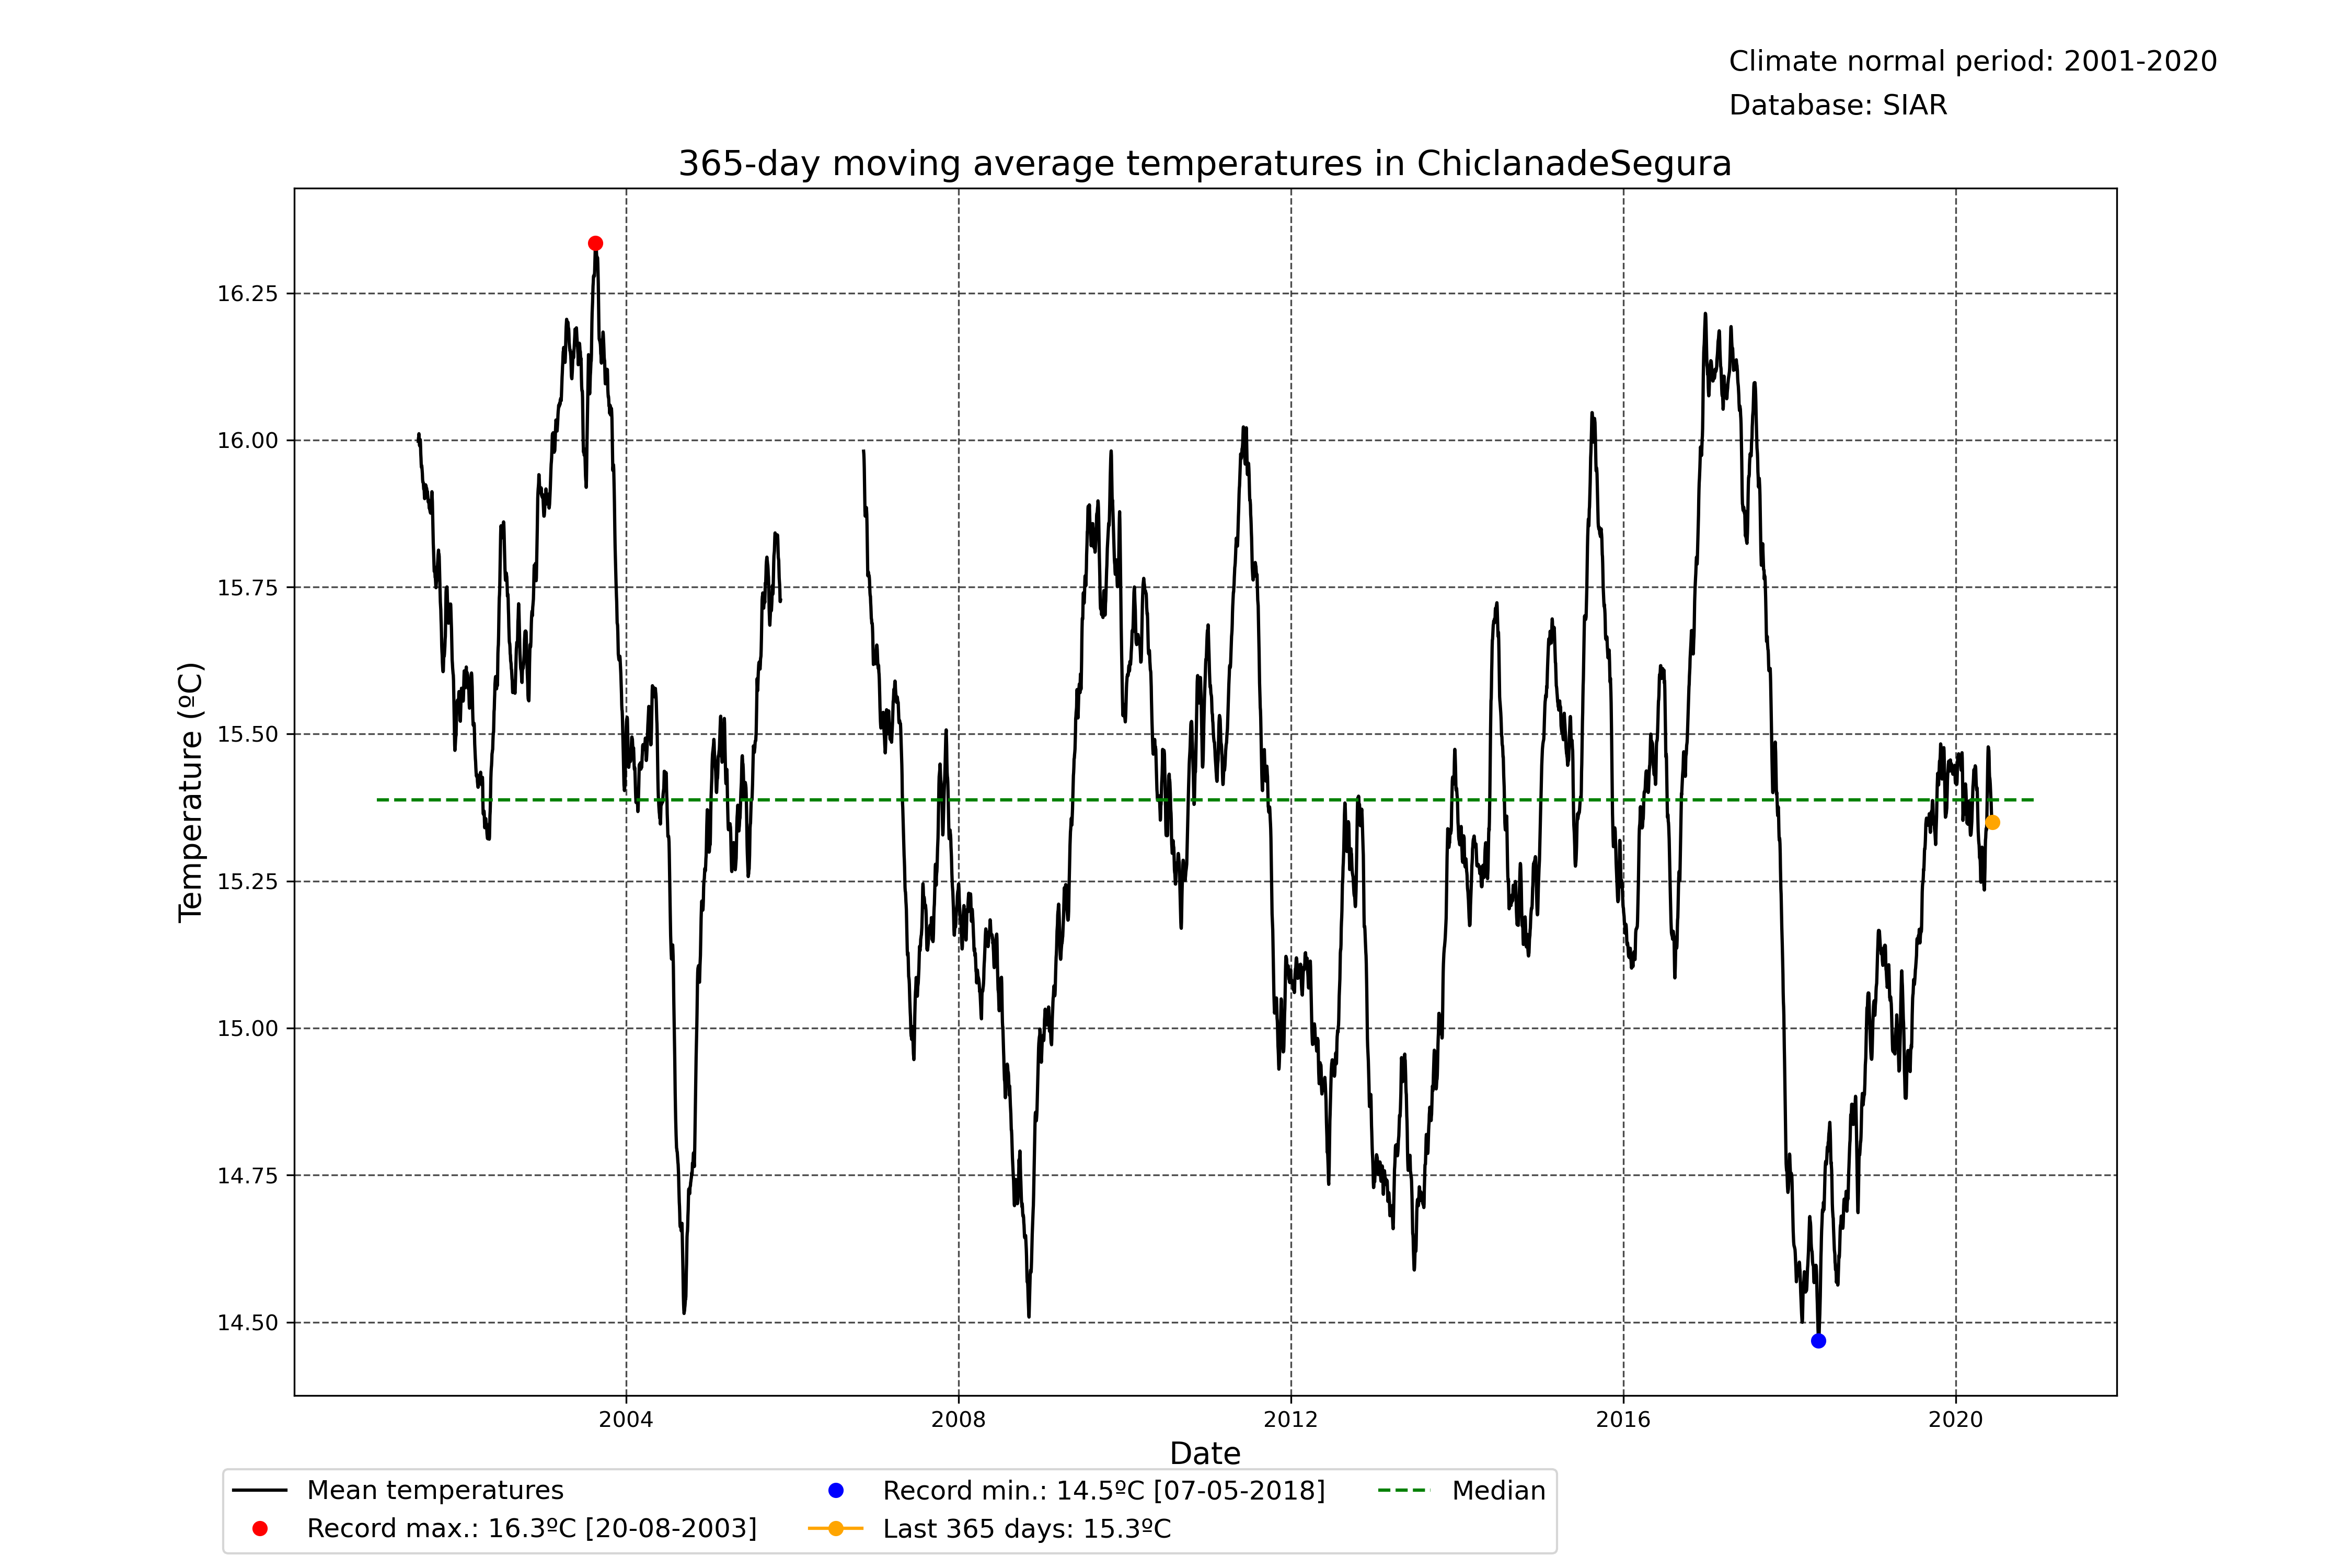 Climate normal period: 2001-2020
Database: SIAR
365-day moving average temperatures in ChiclanadeSegura
16.25
16.00
15.75
15.50
15.25
15.00
14.75
14.50
Temperature (ºC)
2004 2008 2012 2016 2020
Date
Mean temperatures
Record max.: 16.3ºC [20-08-2003]
Record min.: 14.5ºC [07-05-2018]
Last 365 days: 15.3ºC
Median